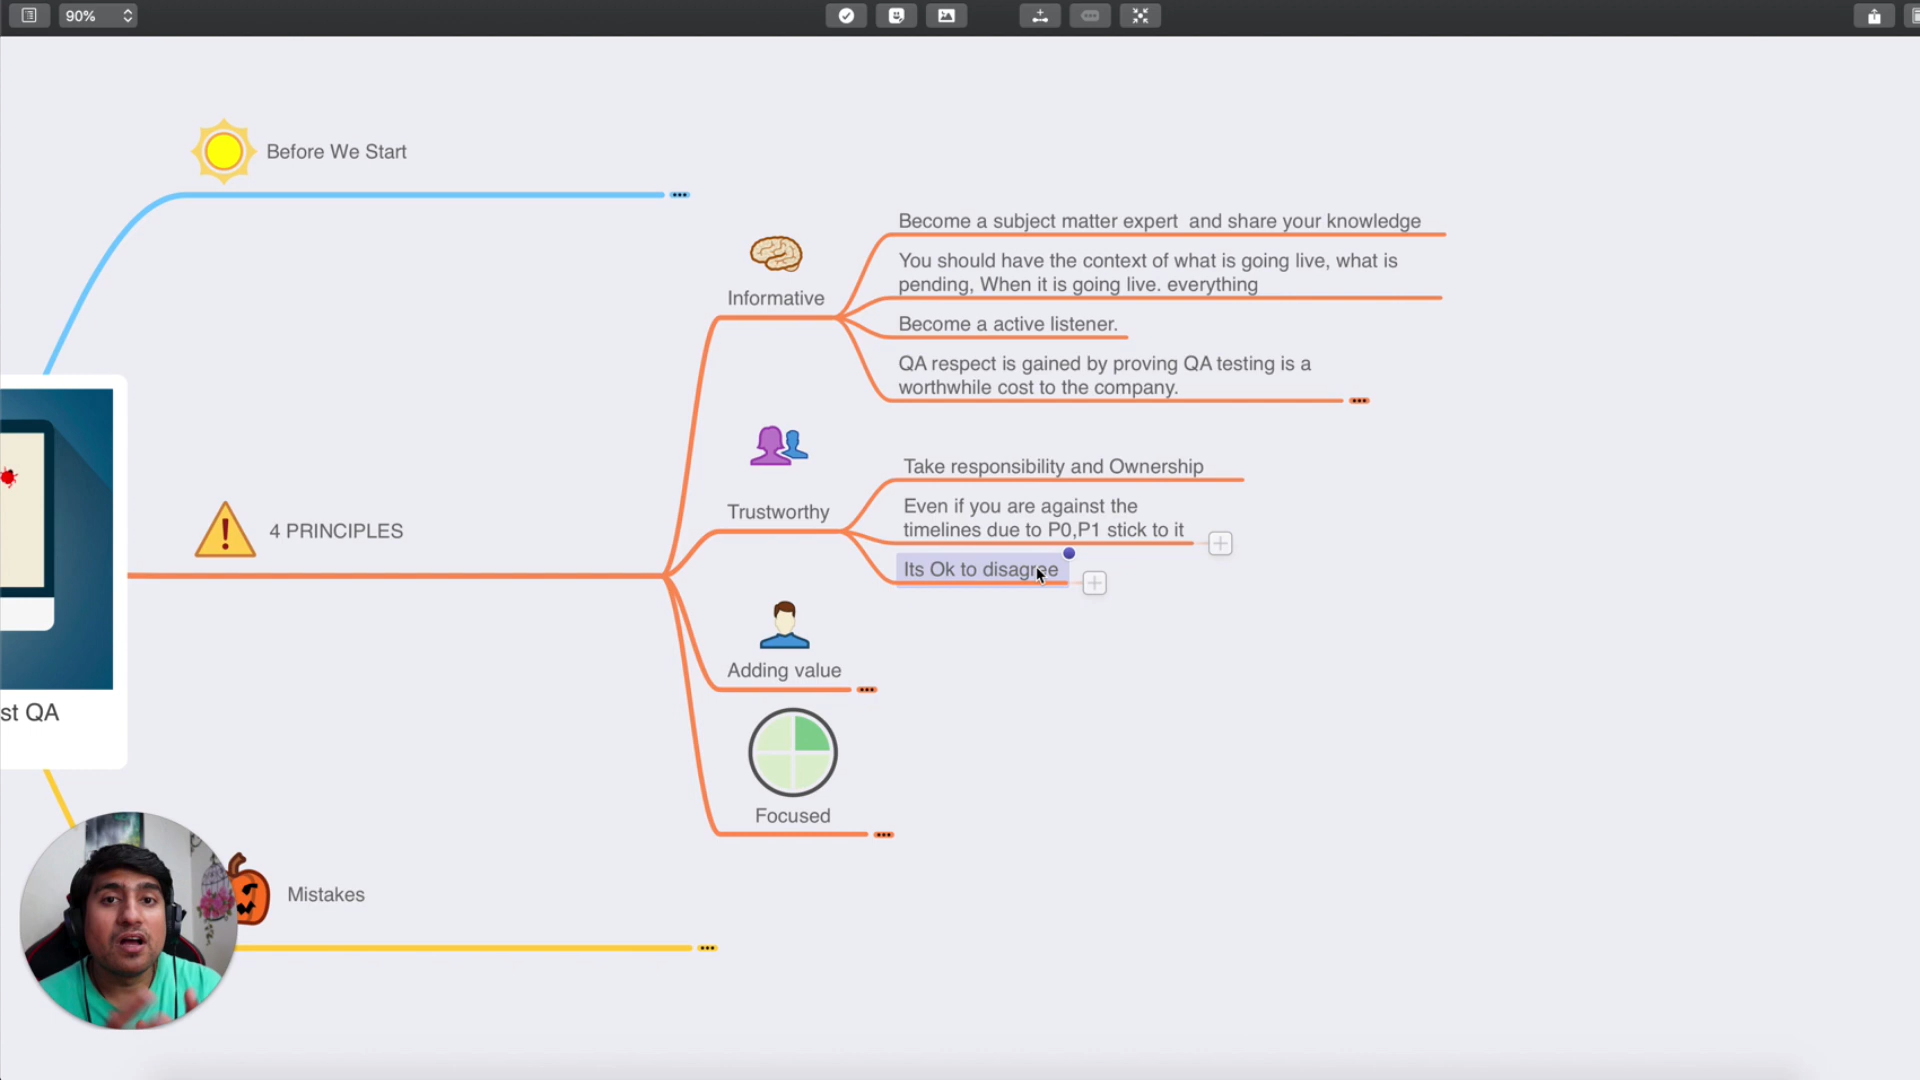 90%
Before We Start
Become a subject matter expert  and share your knowledge
You should have the context of what is going live, what is
pending, When it is going live. everything
Informative
Become a active listener.
QA respect is gained by proving QA testing is a
worthwhile cost to the company.
Take responsibility and Ownership
Trustworthy
Even if you are against the
timelines due to P0,P1 stick to it
4 PRINCIPLES
Its Ok to disagree
Adding value
st QA
Focused
Mistakes